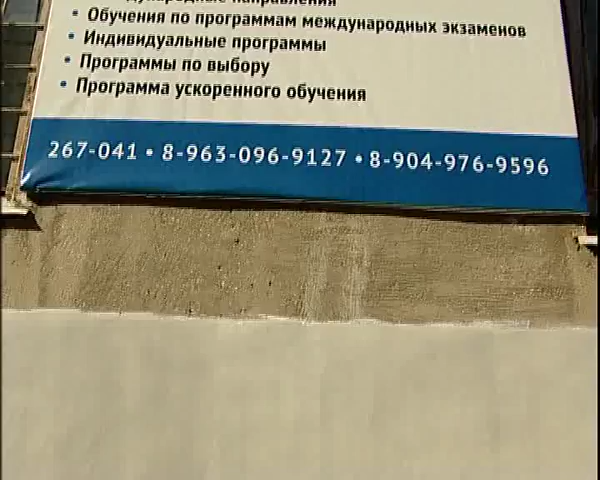 направления
• Обучения по программам международных экзаменов
• Индивидуальные программы
• Программы по выбору
• Программа ускоренного обучения
267-041 • 8-963-096-9127 • 8-904-976-9596